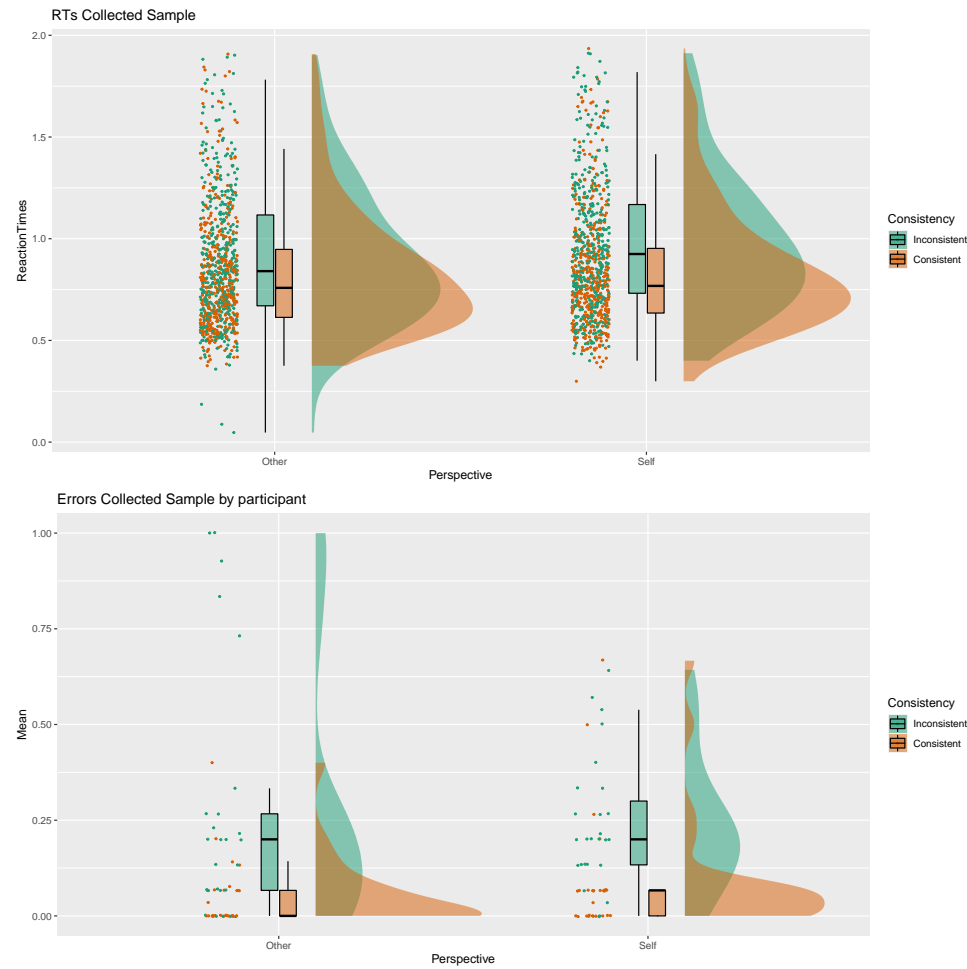 RTs Collected Sample
2.0
1.5
1.0
0.5
0.0
ReactionTimes
Other
Self
Perspective
Consistency
Inconsistent
Consistent
Errors Collected Sample by participant
1.00
0.75
0.50
0.25
0.00
Mean
Other
Self
Perspective
Consistency
Inconsistent
Consistent